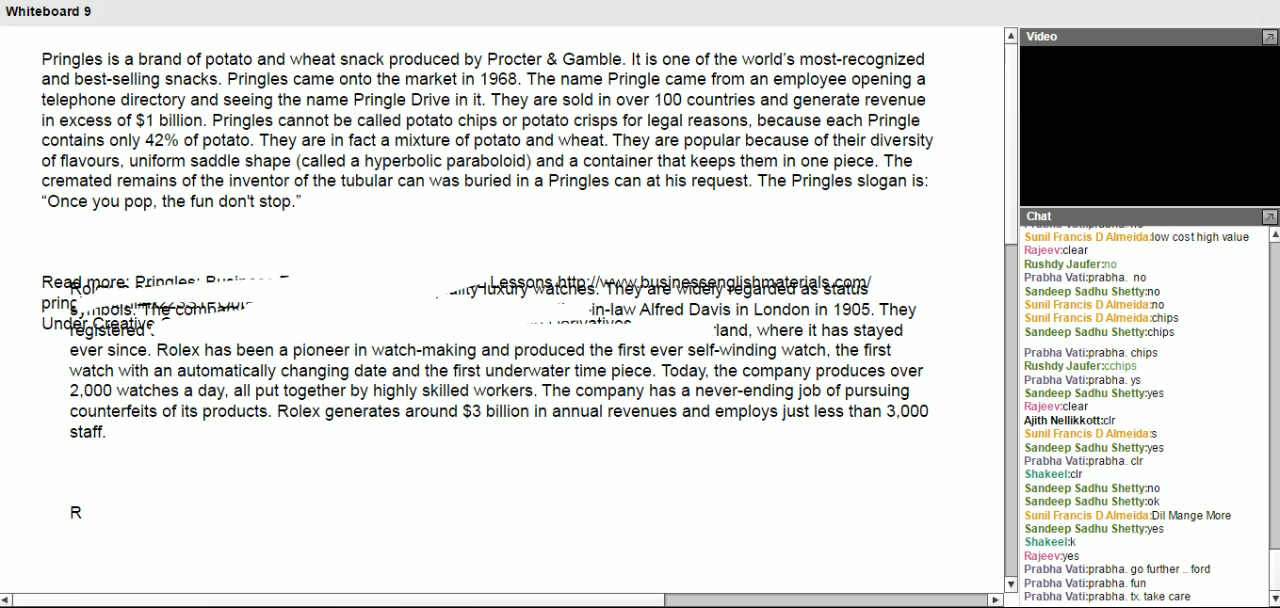 Whiteboard 9
Pringles is a brand of potato and wheat snack produced by Procter & Gamble. It is one of the world's most-recognized
and best-selling snacks. Pringles came onto the market in 1968. The name Pringle came from an employee opening a
telephone directory and seeing the name Pringle Drive in it. They are sold in over 100 countries and generate revenue
in excess of $1 billion. Pringles cannot be called potato chips or potato crisps for legal reasons, because each Pringle
contains only 42% of potato. They are in fact a mixture of potato and wheat. They are popular because of their diversity
of flavours, uniform saddle shape (called a hyperbolic paraboloid) and a container that keeps them in one piece. The
cremated remains of the inventor of the tubular can was buried in a Pringles can at his request. The Pringles slogan is:
“Once you pop, the fun don't stop.”
Read more: Pringles: Lessons http://www.businessenglishmaterials.com/
luxury watches. They are widely regarded as status
symbols. The company -in-law Alfred Davis in London in 1905. They
Under Creative
registered where it has stayed
ever since. Rolex has been a pioneer in watch-making and produced the first ever self-winding watch, the first
watch with an automatically changing date and the first underwater time piece. Today, the company produces over
2,000 watches a day, all put together by highly skilled workers. The company has a never-ending job of pursuing
counterfeits of its products. Rolex generates around $3 billion in annual revenues and employs just less than 3,000
staff.
R
Video
Chat
Sunil Francis D Almeida:low cost high value
Rajeev:clear
Rushdy Jaufer:no
Prabha Vati:prabha. no
Sandeep Sadhu Shetty:no
Sunil Francis D Almeida:no
Sunil Francis D Almeida:chips
Sandeep Sadhu Shetty:chips
Prabha Vati:prabha. chips
Rushdy Jaufer:cchips
Prabha Vati:prabha. ys
Sandeep Sadhu Shetty:yes
Rajeev:clear
Ajith Nellikkott:clr
Sunil Francis D Almeida:s
Sandeep Sadhu Shetty:yes
Prabha Vati:prabha. clr
Shakeel:clr
Sandeep Sadhu Shetty:no
Sandeep Sadhu Shetty:ok
Sunil Francis D Almeida:Dil Mange More
Sandeep Sadhu Shetty:yes
Shakeel:k
Rajeev:yes
Prabha Vati:prabha. go further .. ford
Prabha Vati:prabha. fun
Prabha Vati:prabha. tx. take care